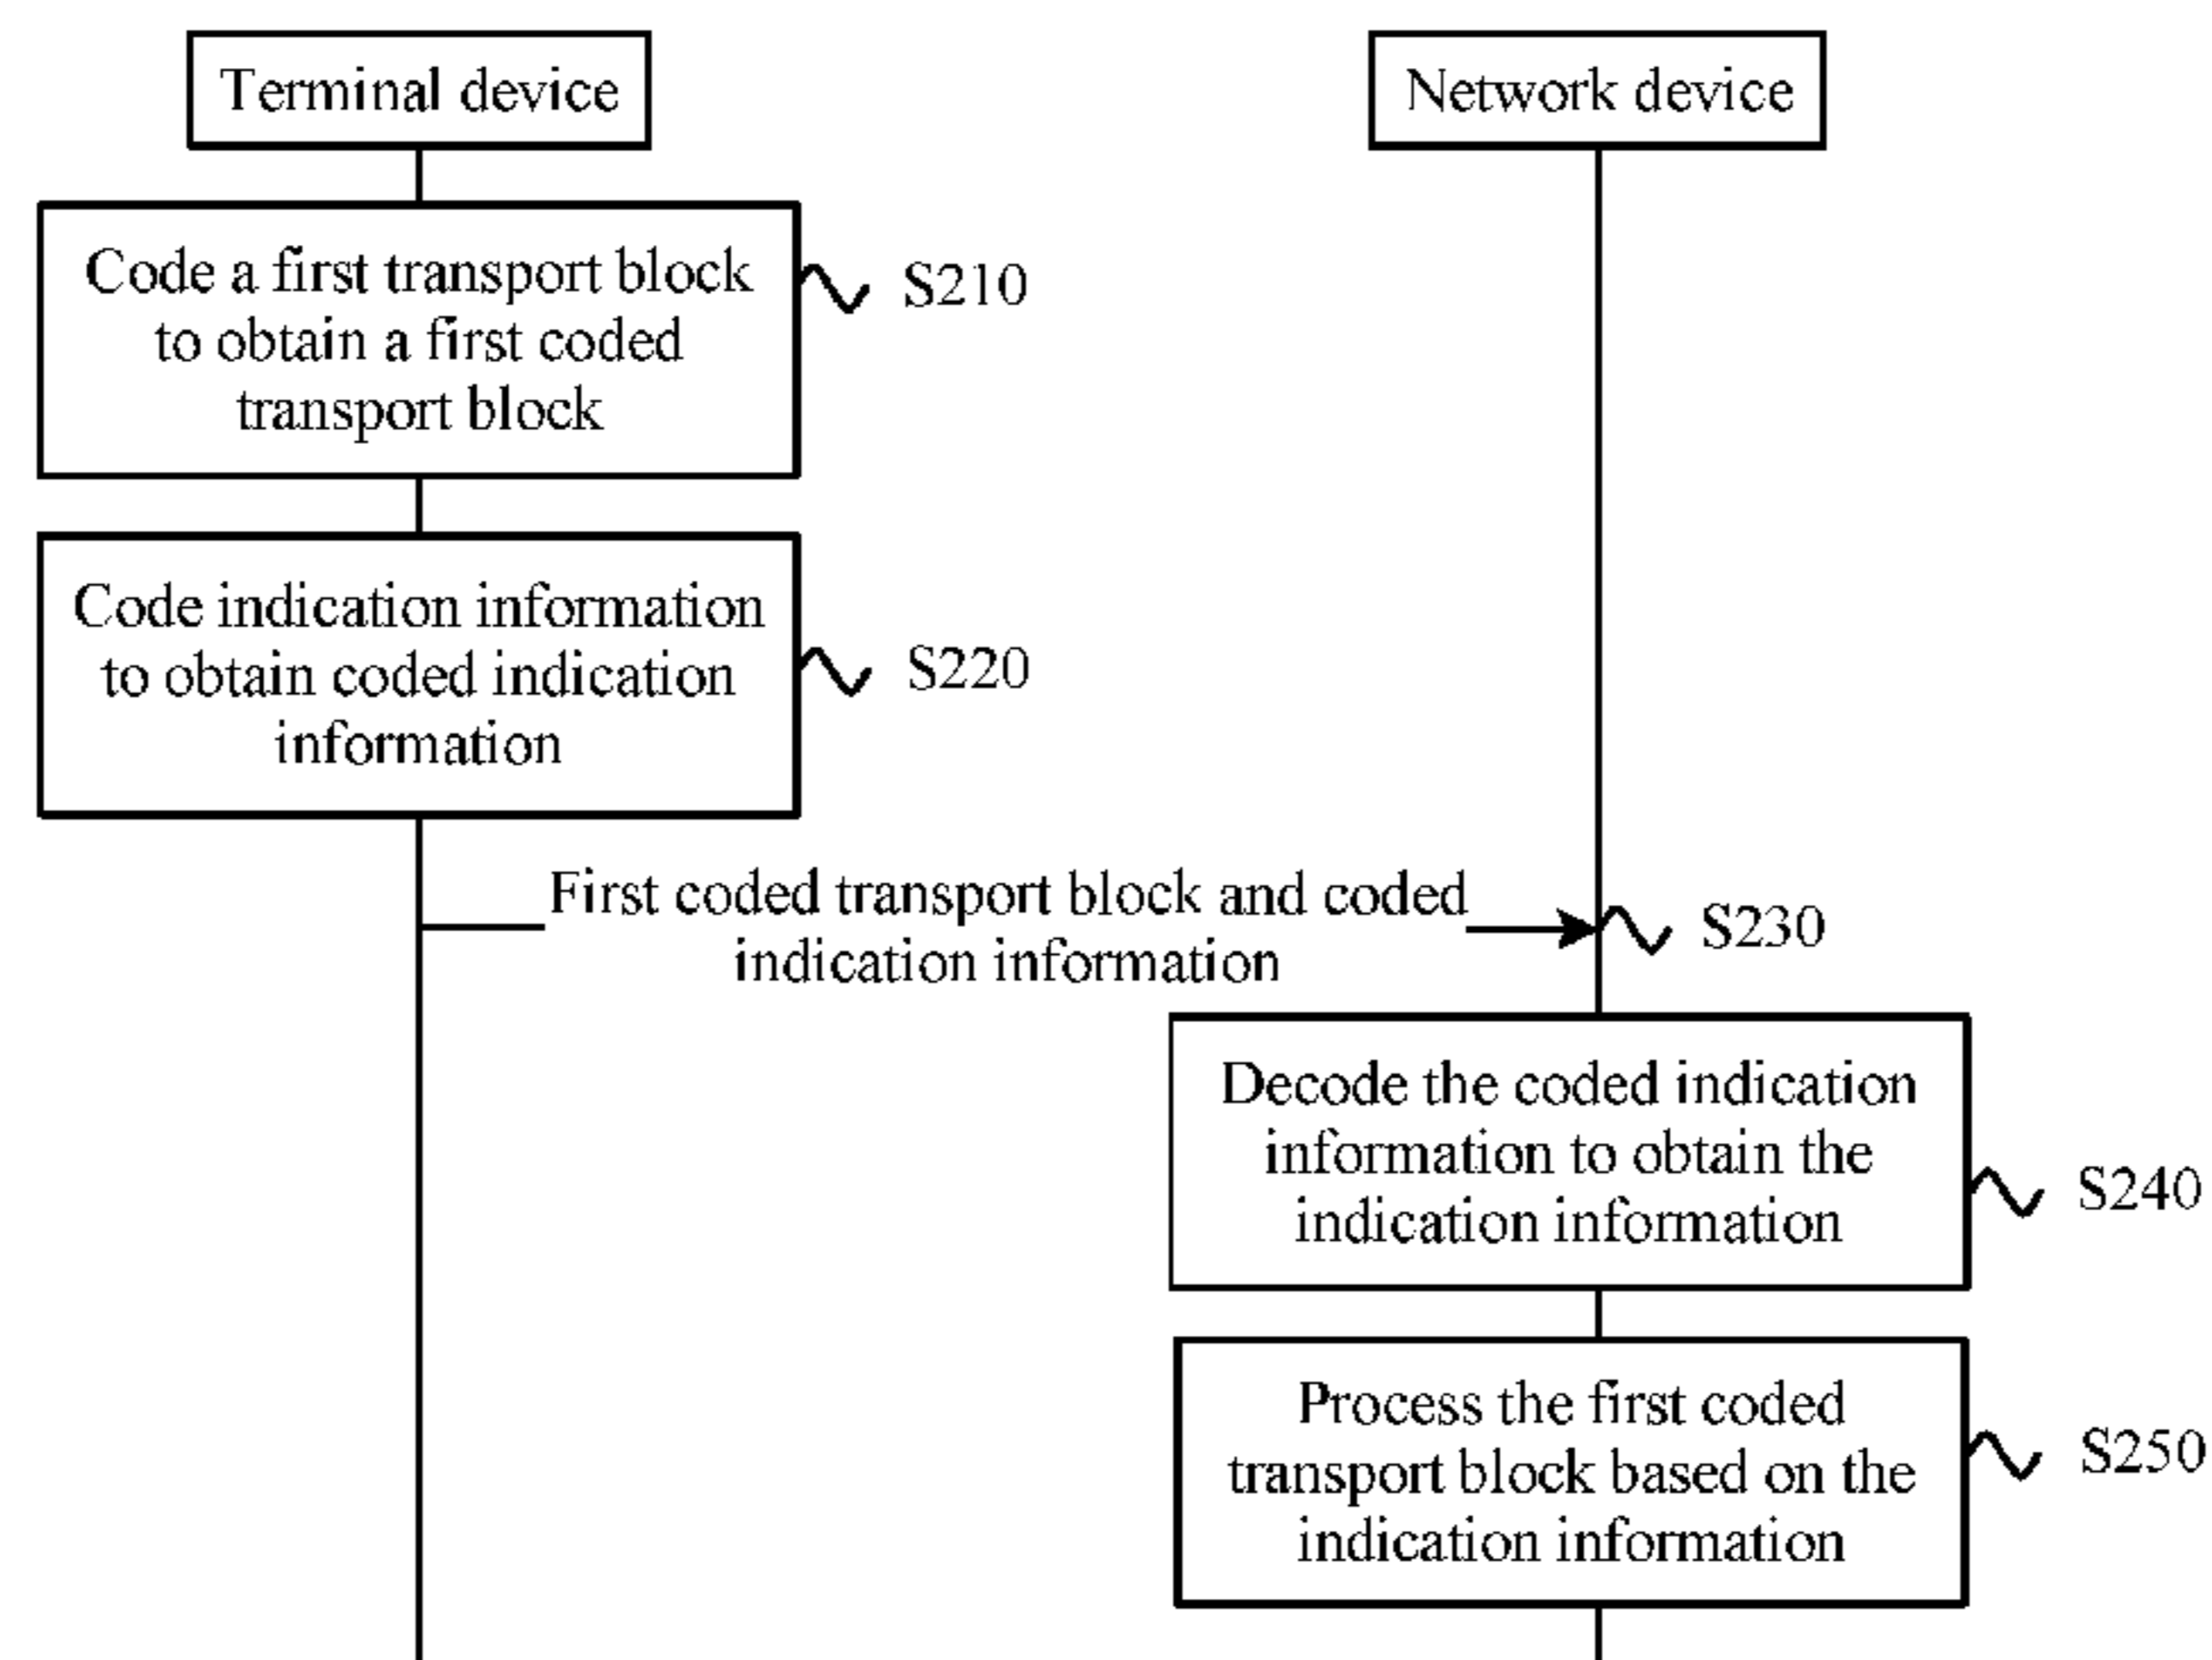 Terminal device
Network device
Code a first transport block
to obtain a first coded
transport block
S210
Code indication information
to obtain coded indication
information
S220
First coded transport block and coded
indication information
S230
Decode the coded indication
information to obtain the
indication information
S240
Process the first coded
transport block based on the
indication information
S250